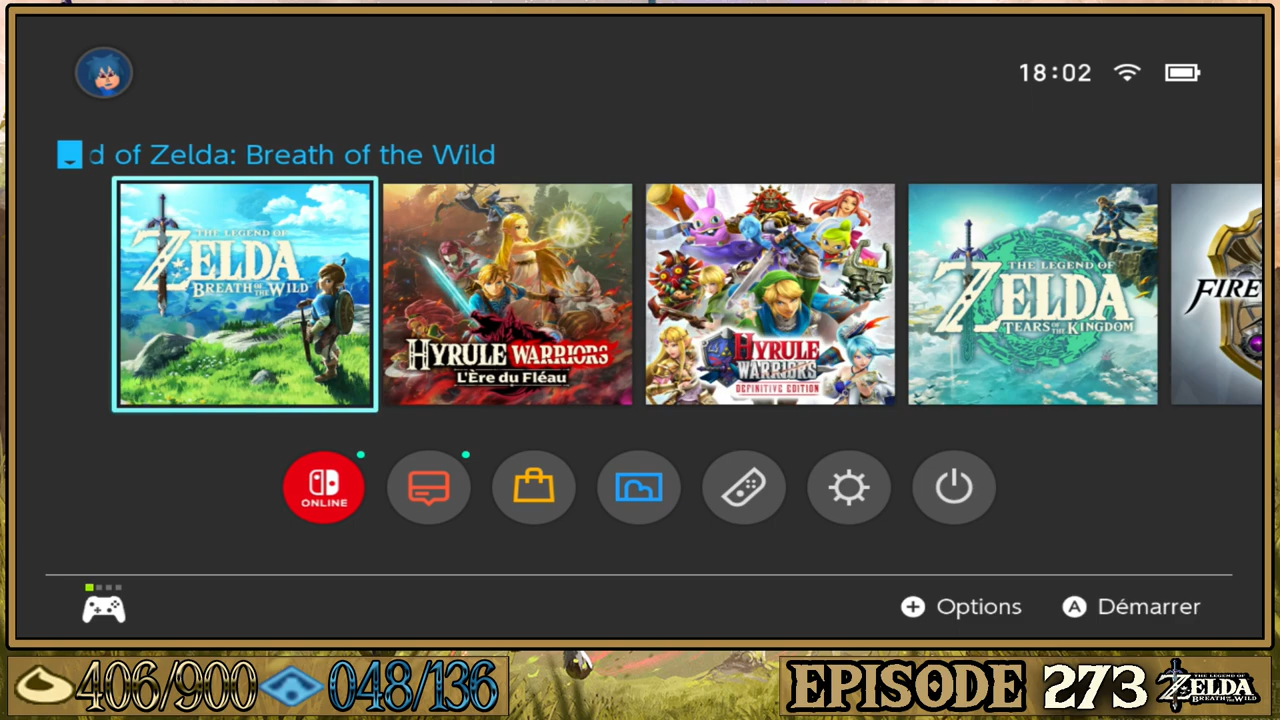 18:02
d of Zelda: Breath of the Wild
THE LEGEND OF
ZELDA
BREATH OF THE WILD
HYRULE WARRIORS
L'Ère du Fléau
HYRULE
WARRIORS
DEFINITIVE EDITION
THE LEGEND OF
ZELDA
TEARS OF THE KINGDOM
FIRE
ONLINE
Options
A Démarrer
406/900
048/136
EPISODE 273
THE LEGEND OF
ZELDA
BREATH OF THE WILD